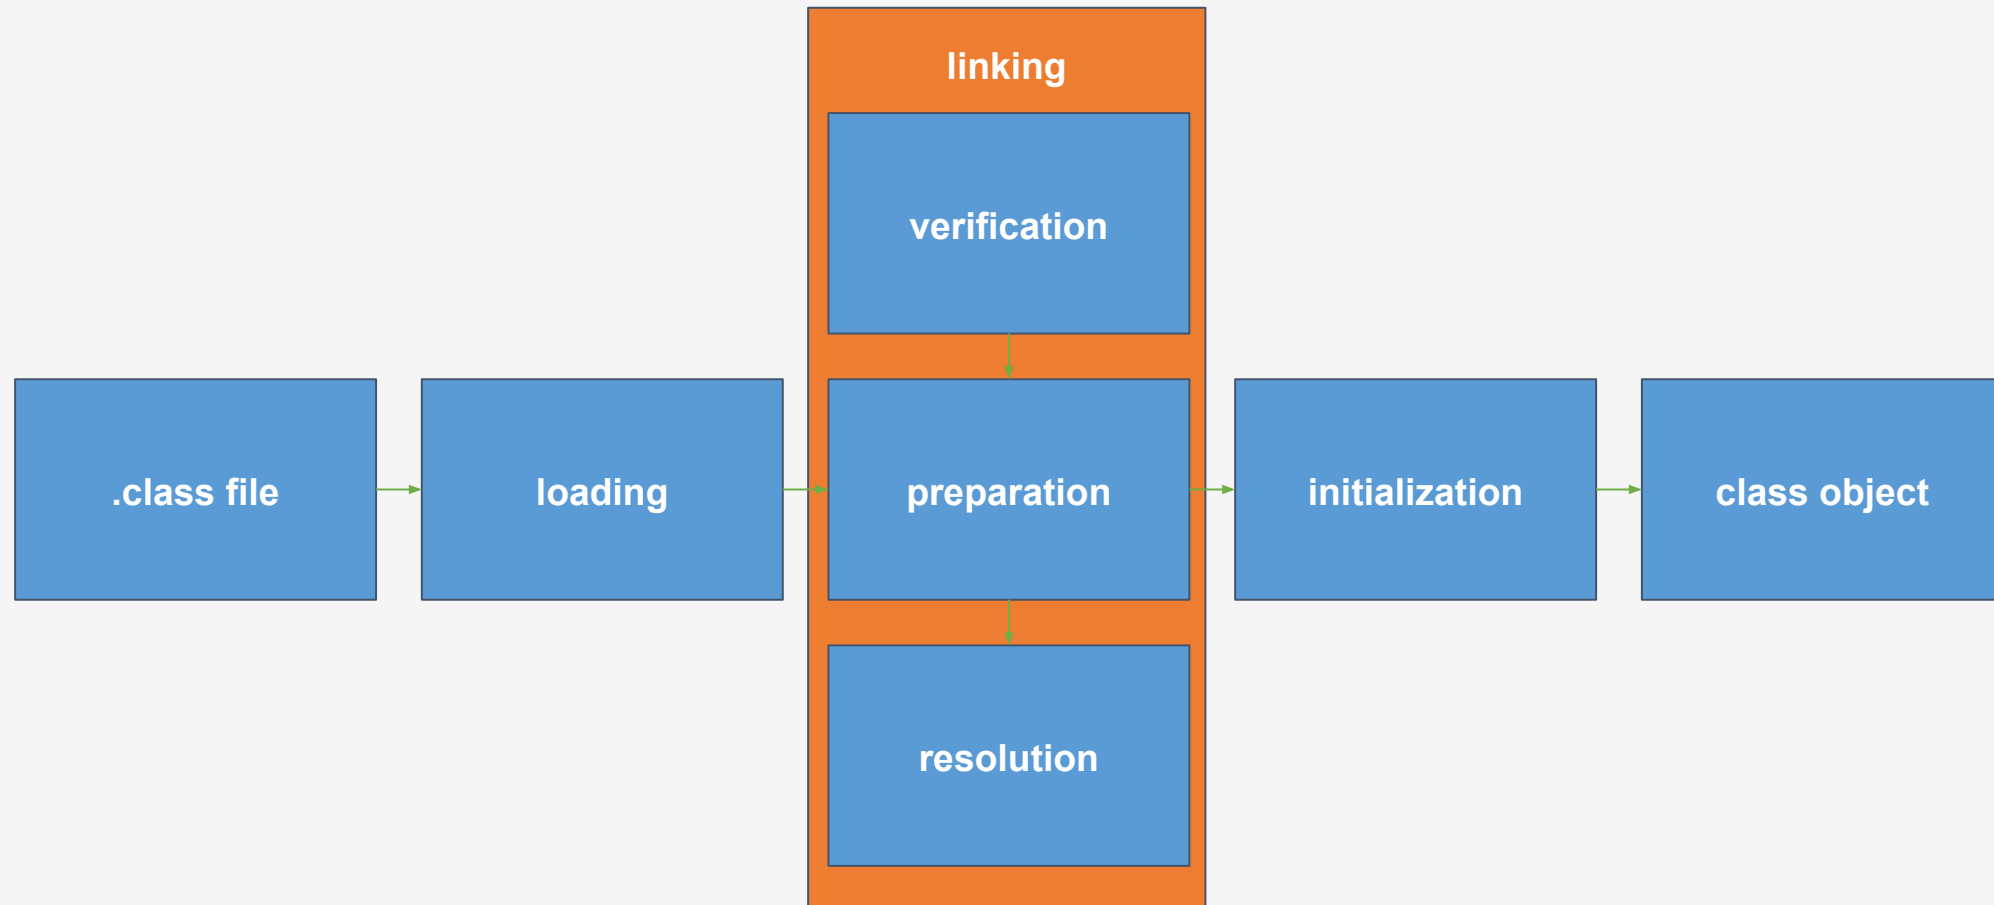 linking
verification
.class file
loading
preparation
initialization
class object
resolution